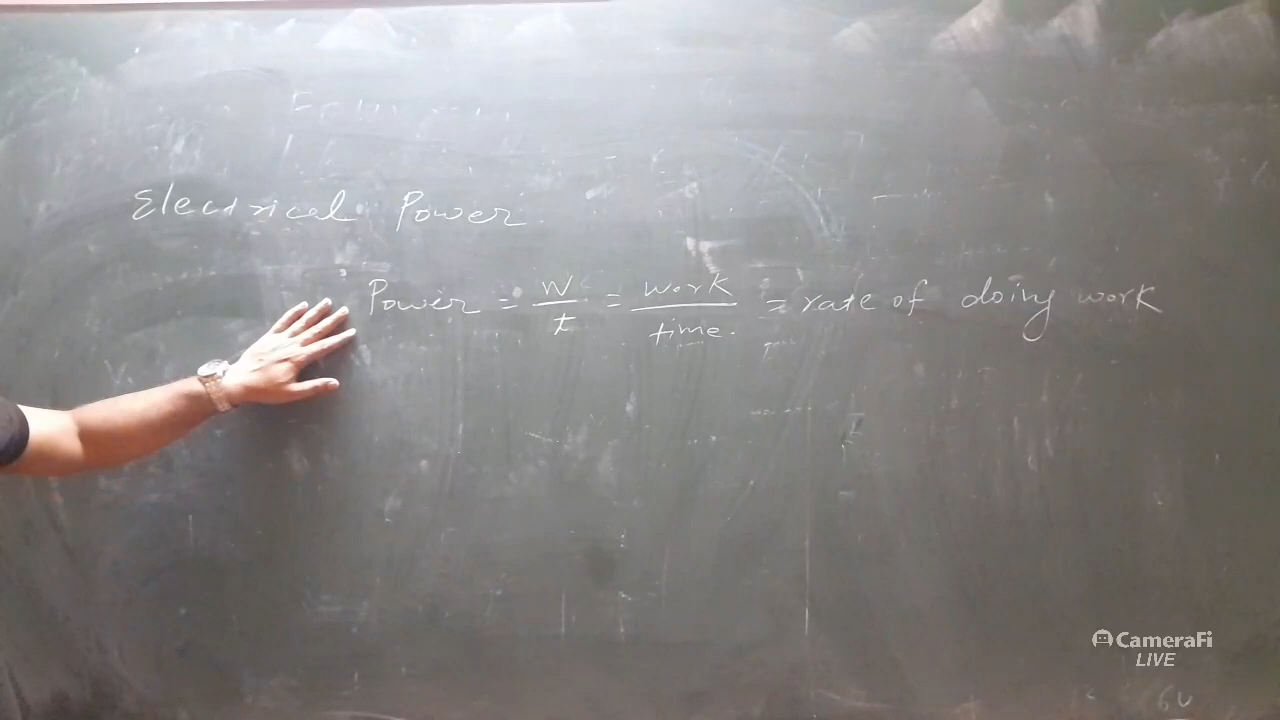 Electrical Power
Power = W/t = work/time. = rate of doing work
CameraFi
LIVE